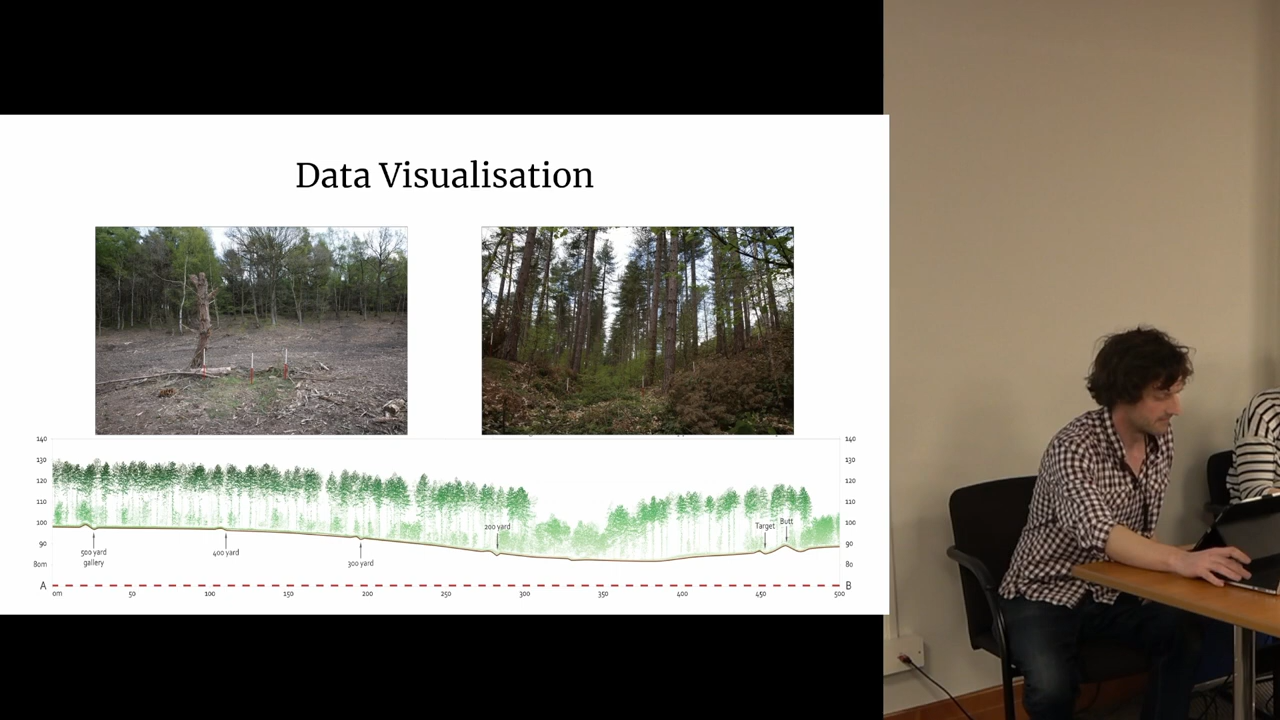 Data Visualisation
140
130
120
110
100
90
80m
140
130
120
110
100
90
80
500 yard
gallery
400 yard
300 yard
200 yard
Target
Butt
A
B
0m
50
100
150
200
250
300
350
400
450
500